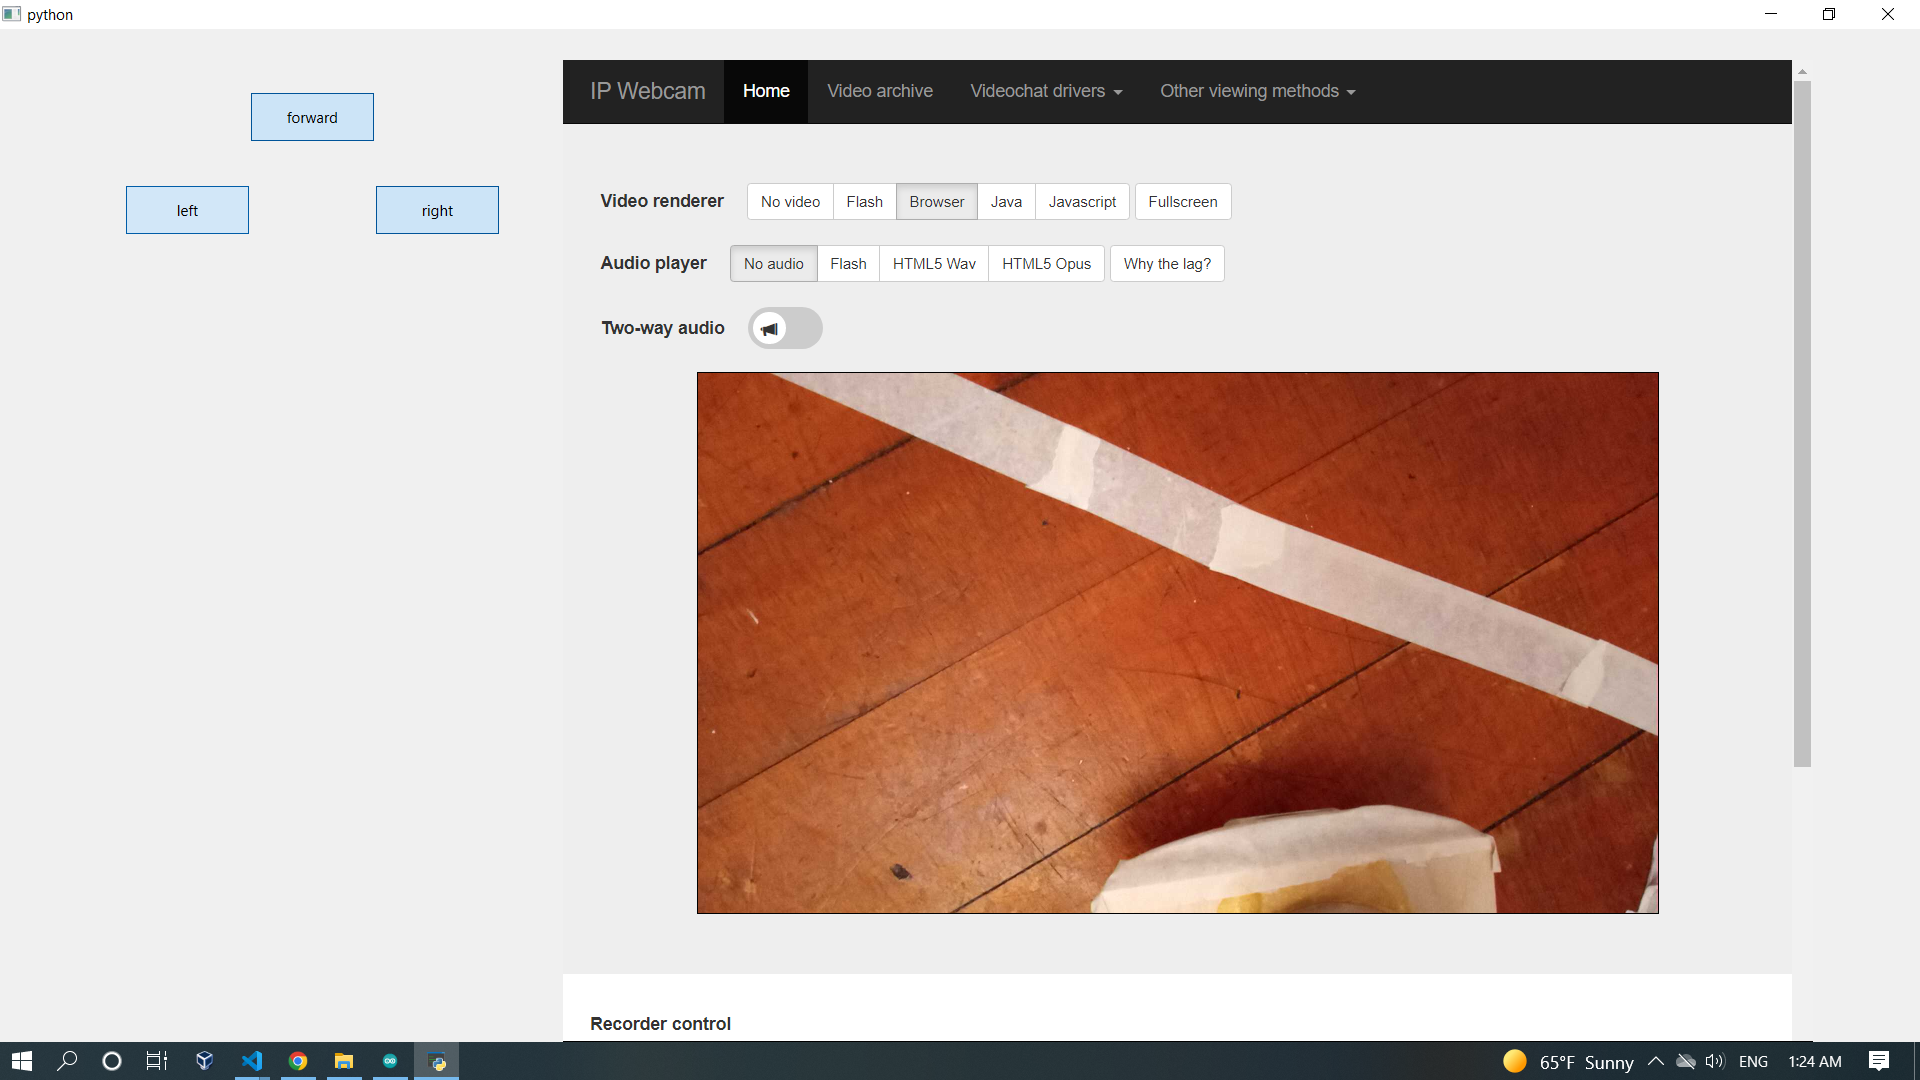 python
forward
left
right
IP Webcam Home Video archive Videochat drivers Other viewing methods
Video renderer No video Flash Browser Java Javascript Fullscreen
Audio player No audio Flash HTML5 Wav HTML5 Opus Why the lag?
Two-way audio
Recorder control
65°F Sunny ENG 1:24 AM